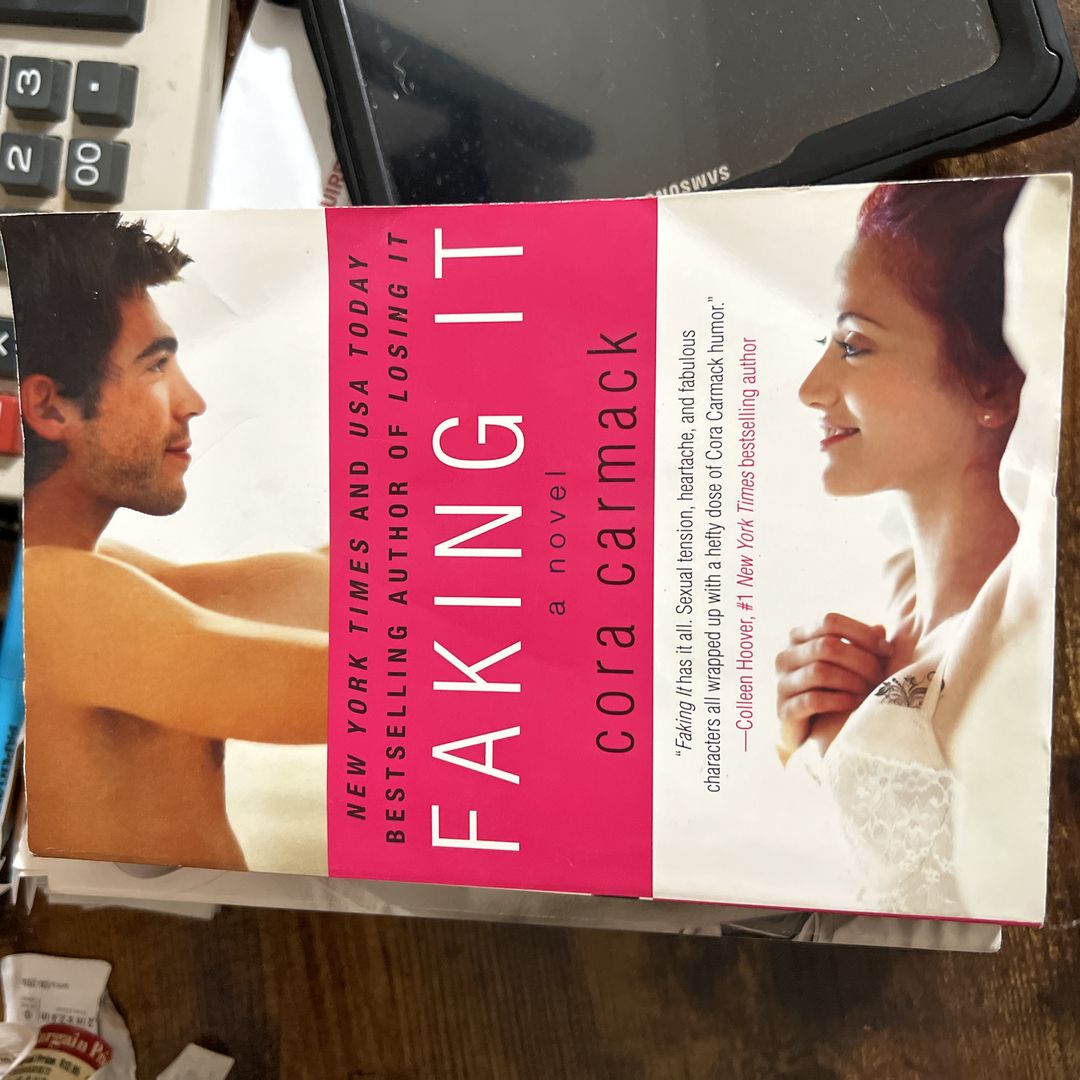 NEW YORK TIMES AND USA TODAY
BESTSELLING AUTHOR OF LOSING IT
FAKING IT
a novel
cora carmack
“Faking It has it all. Sexual tension, heartache, and fabulous
characters all wrapped up with a hefty dose of Cora Carmack humor.”
—Colleen Hoover, #1 New York Times bestselling author
SAMSUNG
3
.
2
00